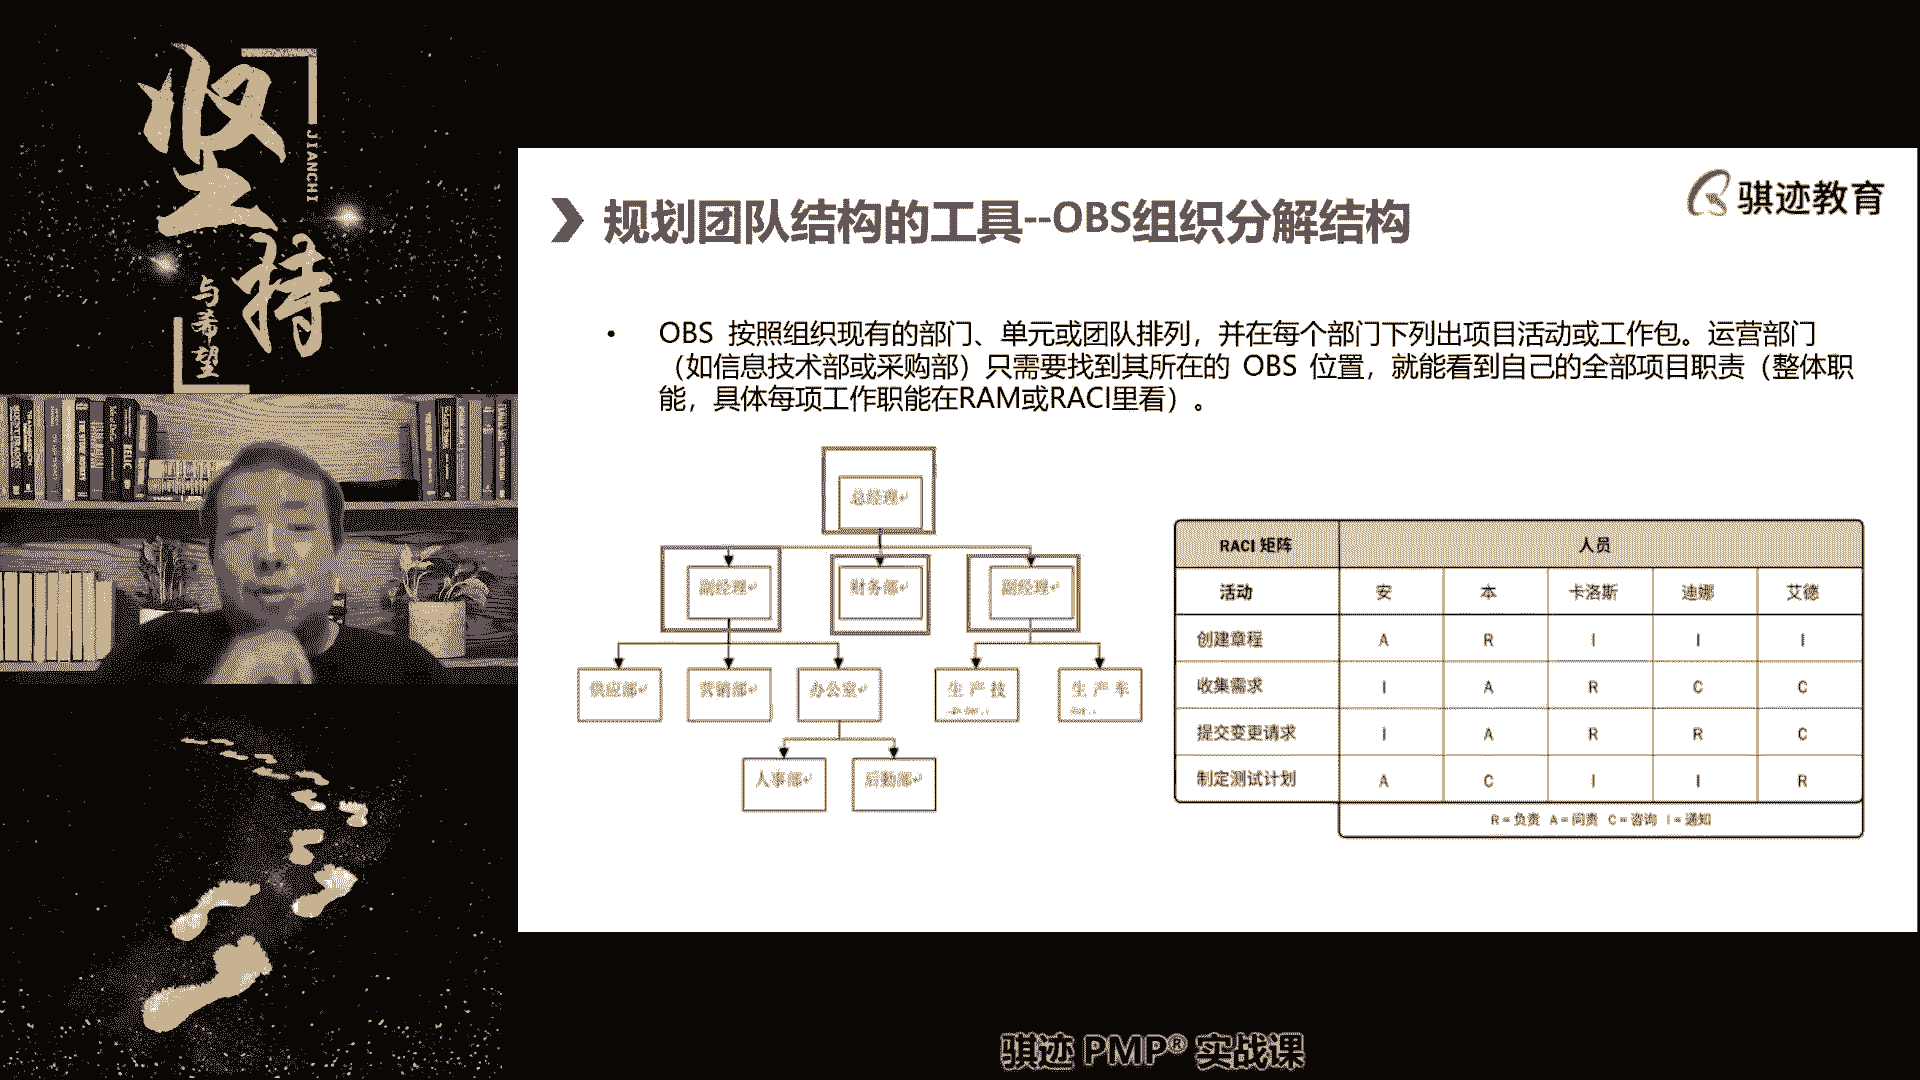 坚持
JIANCHI
与希望
骐迹教育
规划团队结构的工具--OBS组织分解结构
• OBS 按照组织现有的部门、单元或团队排列，并在每个部门下列出项目活动或工作包。运营部门
（如信息技术部或采购部）只需要找到其所在的 OBS 位置，就能看到自己的全部项目职责（整体职
能，具体每项工作职能在RAM或RACI里看）。
总经理
副经理 财务部 副经理
供应部 营销部 办公室 生产技 生产车
人事部 后勤部
RACI 矩阵 人员
活动 安 本 卡洛斯 迪娜 艾德
创建章程 A R I I I
收集需求 I A R C C
提交变更请求 I A R R C
制定测试计划 A C I I R
R = 负责 A = 问责 C = 咨询 I = 通知
骐迹 PMP® 实战课